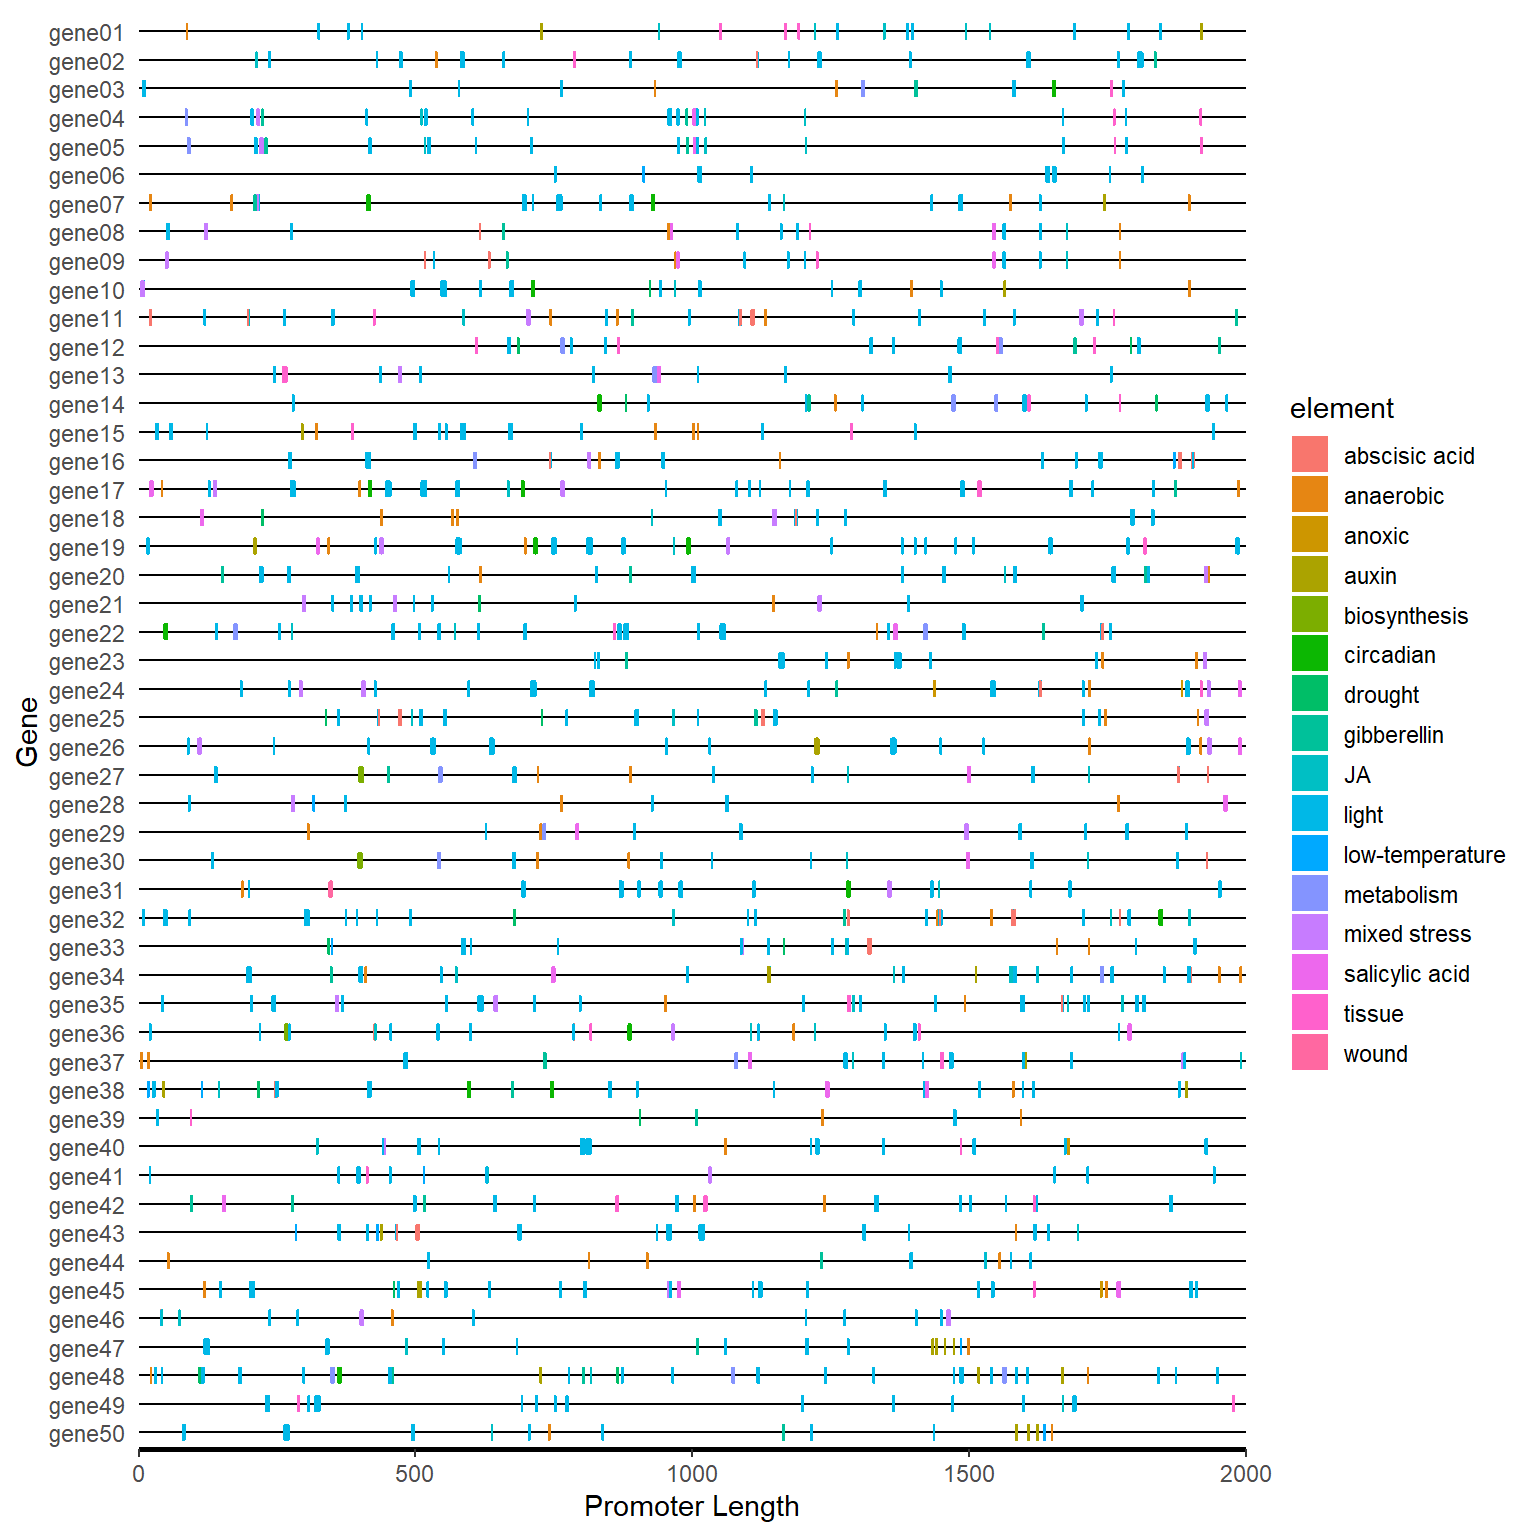 gene01
gene02
gene03
gene04
gene05
gene06
gene07
gene08
gene09
gene10
gene11
gene12
gene13
gene14
gene15
gene16
gene17
gene18
gene19
gene20
gene21
gene22
gene23
gene24
gene25
gene26
gene27
gene28
gene29
gene30
gene31
gene32
gene33
gene34
gene35
gene36
gene37
gene38
gene39
gene40
gene41
gene42
gene43
gene44
gene45
gene46
gene47
gene48
gene49
gene50
Gene
0 500 1000 1500 2000
Promoter Length
element
abscisic acid
anaerobic
anoxic
auxin
biosynthesis
circadian
drought
gibberellin
JA
light
low-temperature
metabolism
mixed stress
salicylic acid
tissue
wound